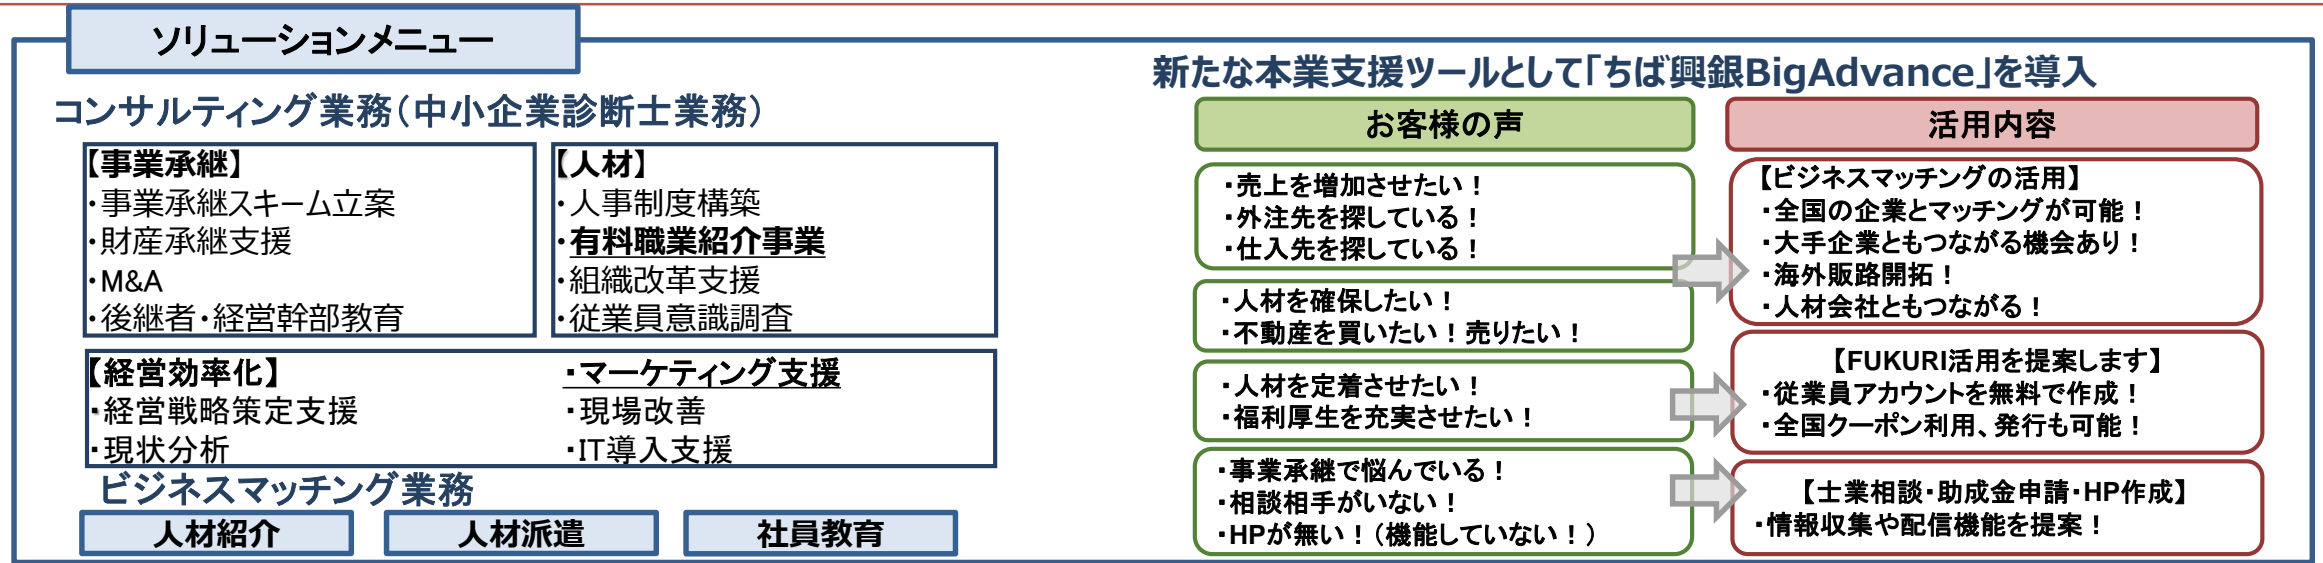 ソリューションメニュー
コンサルティング業務（中小企業診断士業務）
【事業承継】
・事業承継スキーム立案
・財産承継支援
・M&A
・後継者・経営幹部教育
【人材】
・人事制度構築
・有料職業紹介事業
・組織改革支援
・従業員意識調査
【経営効率化】
・経営戦略策定支援
・現状分析
・マーケティング支援
・現場改善
・IT導入支援
ビジネスマッチング業務
人材紹介
人材派遣
社員教育
新たな本業支援ツールとして「ちば興銀BigAdvance」を導入
お客様の声
・売上を増加させたい！
・外注先を探している！
・仕入先を探している！
・人材を確保したい！
・不動産を買いたい！売りたい！
・人材を定着させたい！
・福利厚生を充実させたい！
・事業承継で悩んでいる！
・相談相手がいない！
・HPが無い！（機能していない！）
活用内容
【ビジネスマッチングの活用】
・全国の企業とマッチングが可能！
・大手企業ともつながる機会あり！
・海外販路開拓！
・人材会社ともつながる！
【FUKURI活用を提案します】
・従業員アカウントを無料で作成！
・全国クーポン利用、発行も可能！
【士業相談・助成金申請・HP作成】
・情報収集や配信機能を提案！